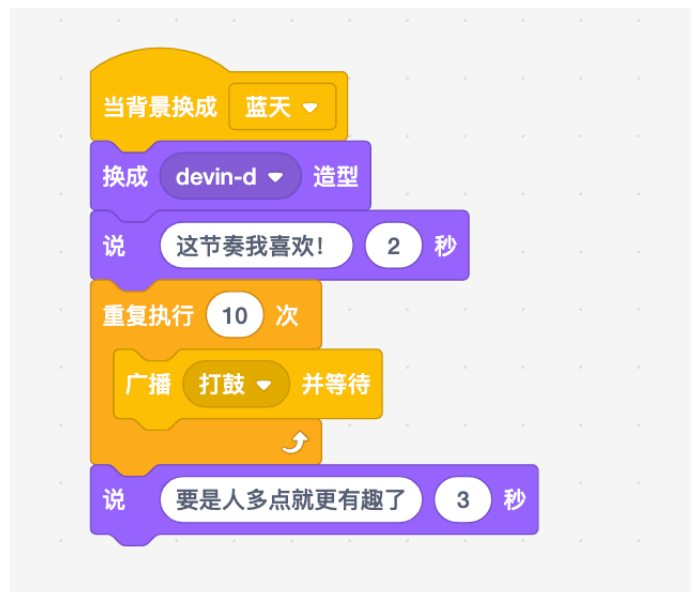 当背景换成 蓝天
换成 devin-d 造型
说 这节奏我喜欢! 2 秒
重复执行 10 次
广播 打鼓 并等待
说 要是人多点就更有趣了 3 秒